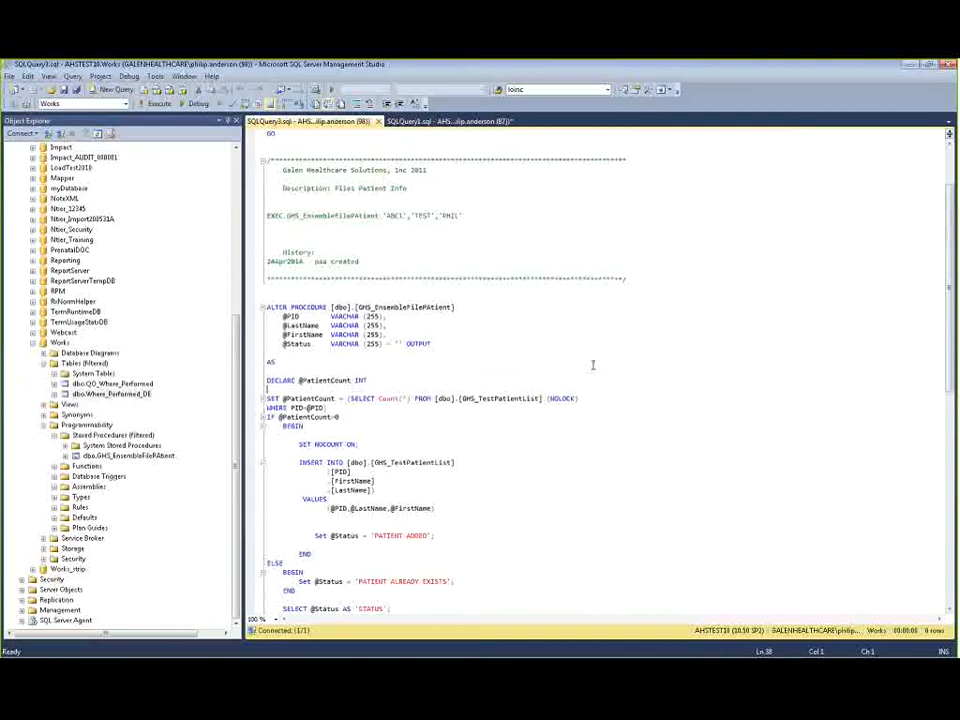 SQLQuery3.sql - AHSTEST10.Works (GALENHEALTHCARE\philip.anderson (98)) - Microsoft SQL Server Management Studio
File Edit View Query Project Debug Tools Window Help
New Query loinc
Works Execute Debug
Object Explorer
SQLQuery3.sql - AHS...ilip.anderson (98)) SQLQuery1.sql - AHS...ilip.anderson (87))*
Connect
Impact
Impact_AUDIT_000001
LoadTest2010
Mapper
myDatabase
NoteXML
Ntier_12345
Ntier_Import200531A
Ntier_Security
Ntier_Training
PrenatalDOC
Reporting
ReportServer
ReportServerTempDB
RPM
RxNormHelper
TermRuntimeDB
TermUsageStatsDB
Webcast
Works
Database Diagrams
Tables (filtered)
System Tables
dbo.QO_Where_Performed
dbo.Where_Performed_DE
Views
Synonyms
Programmability
Stored Procedures (filtered)
System Stored Procedures
dbo.GHS_EnsembleFilePAtient
Functions
Database Triggers
Assemblies
Types
Rules
Defaults
Plan Guides
Service Broker
Storage
Security
Works_strip
Security
Server Objects
Replication
Management
SQL Server Agent
GO
/******************************************************************************
Galen Healthcare Solutions, Inc 2011
Description: Files Patient Info
EXEC GHS_EnsembleFilePAtient 'ABC1','TEST','PHIL'
History:
24Apr2014 psa created
******************************************************************************/
ALTER PROCEDURE [dbo].[GHS_EnsembleFilePAtient]
@PID VARCHAR (255),
@LastName VARCHAR (255),
@FirstName VARCHAR (255),
@Status VARCHAR (255) = '' OUTPUT
AS
DECLARE @PatientCount INT
SET @PatientCount = (SELECT Count(*) FROM [dbo].[GHS_TestPatientList] (NOLOCK)
WHERE PID=@PID)
IF @PatientCount=0
BEGIN
SET NOCOUNT ON;
INSERT INTO [dbo].[GHS_TestPatientList]
([PID]
,[FirstName]
,[LastName])
VALUES
(@PID,@LastName,@FirstName)
Set @Status = 'PATIENT ADDED';
END
ELSE
BEGIN
Set @Status = 'PATIENT ALREADY EXISTS';
END
SELECT @Status AS 'STATUS';
100 %
Connected. (1/1) AHSTEST10 (10.50 SP2) GALENHEALTHCARE\philip... Works 00:00:00 0 rows
Ready Ln 38 Col 1 Ch 1 INS